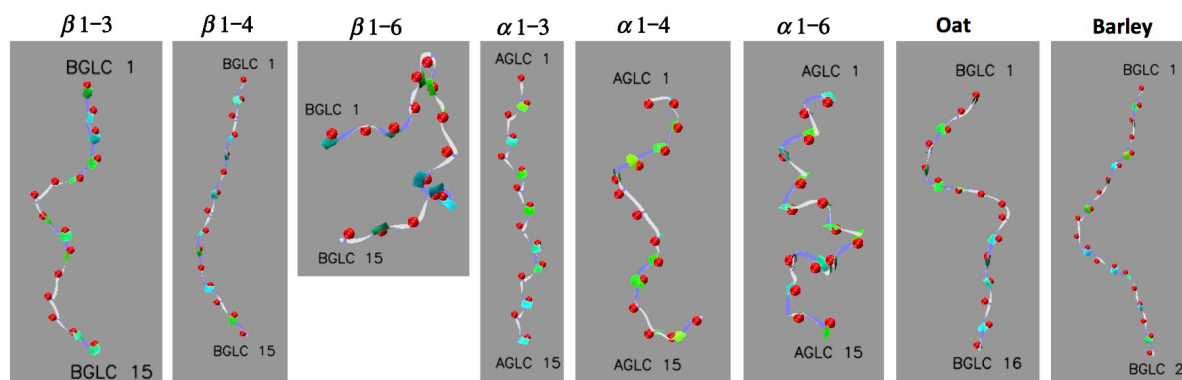 β1−3
β1−4
β1−6
α1−3
α1−4
α1−6
Oat
Barley
BGLC 1
BGLC 15
BGLC 1
BGLC 15
BGLC 1
BGLC 15
AGLC 1
AGLC 15
AGLC 1
AGLC 15
AGLC 1
AGLC 15
BGLC 1
BGLC 16
BGLC 1
BGLC 2